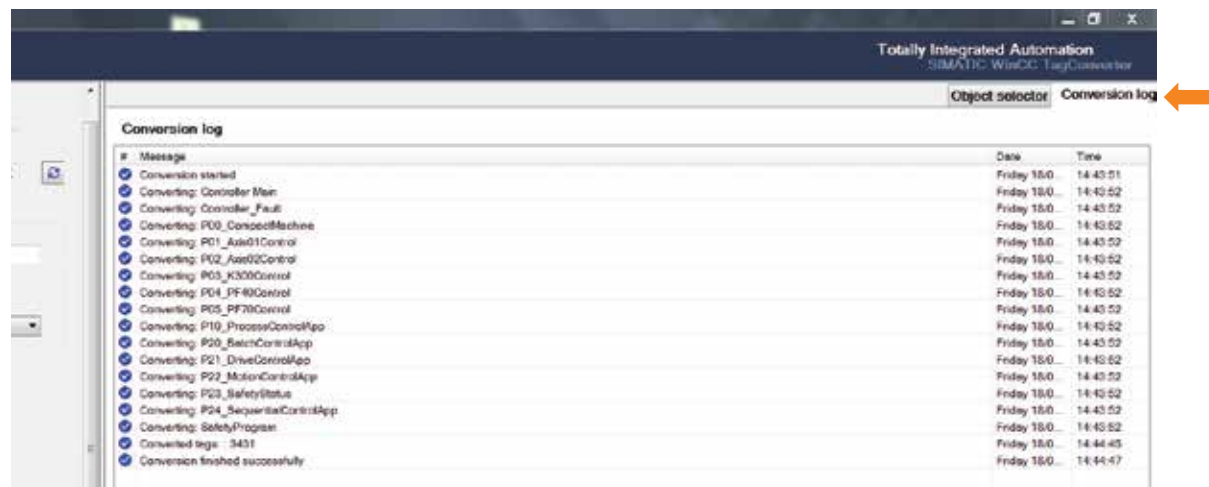 Totally Integrated Automation
SIMATIC WinCC TagConverter
Object selector Conversion log
Conversion log
# Message Date Time
Conversion started Friday 18/0... 14:43:51
Converting: Controller Main Friday 18/0... 14:43:52
Converting: Controller_Fault Friday 18/0... 14:43:52
Converting: P00_CompactMachine Friday 18/0... 14:43:52
Converting: P01_Axis01Control Friday 18/0... 14:43:52
Converting: P02_Axis02Control Friday 18/0... 14:43:52
Converting: P03_K300Control Friday 18/0... 14:43:52
Converting: P04_PF40Control Friday 18/0... 14:43:52
Converting: P05_PF70Control Friday 18/0... 14:43:52
Converting: P10_ProcessControlApp Friday 18/0... 14:43:52
Converting: P20_BatchControlApp Friday 18/0... 14:43:52
Converting: P21_DriveControlApp Friday 18/0... 14:43:52
Converting: P22_MotionControlApp Friday 18/0... 14:43:52
Converting: P23_SafetyStatus Friday 18/0... 14:43:52
Converting: P24_SequentialControlApp Friday 18/0... 14:43:52
Converting: SafetyProgram Friday 18/0... 14:43:52
Converted tags: : 3431 Friday 18/0... 14:44:45
Conversion finished successfully Friday 18/0... 14:44:47